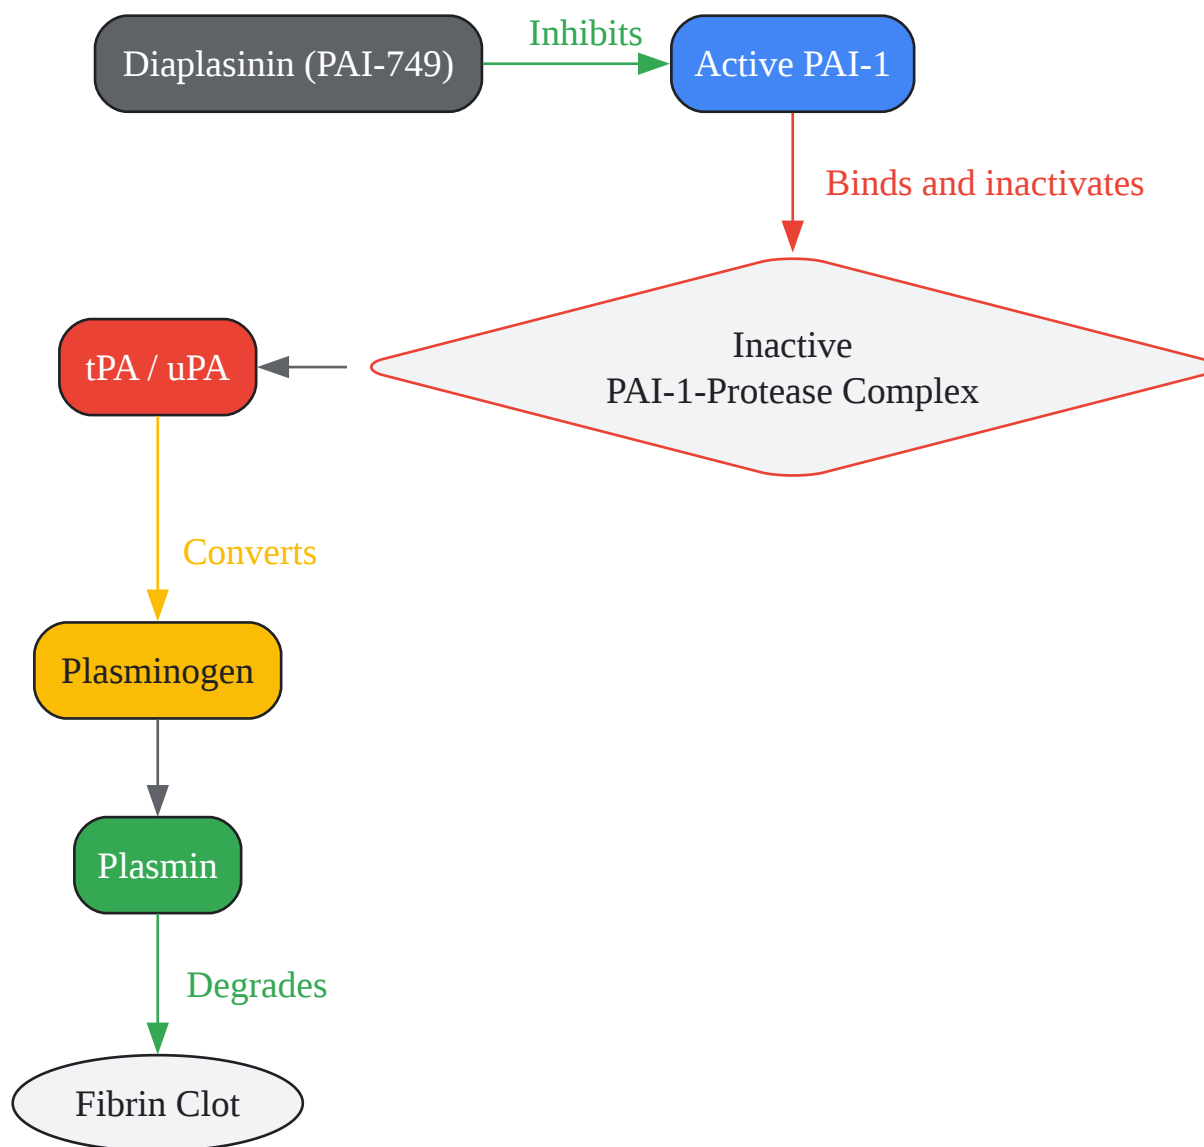 Diaplasinin (PAI-749)
Inhibits
Active PAI-1
Binds and inactivates
Inactive
PAI-1-Protease Complex
tPA / uPA
Converts
Plasminogen
Plasmin
Degrades
Fibrin Clot